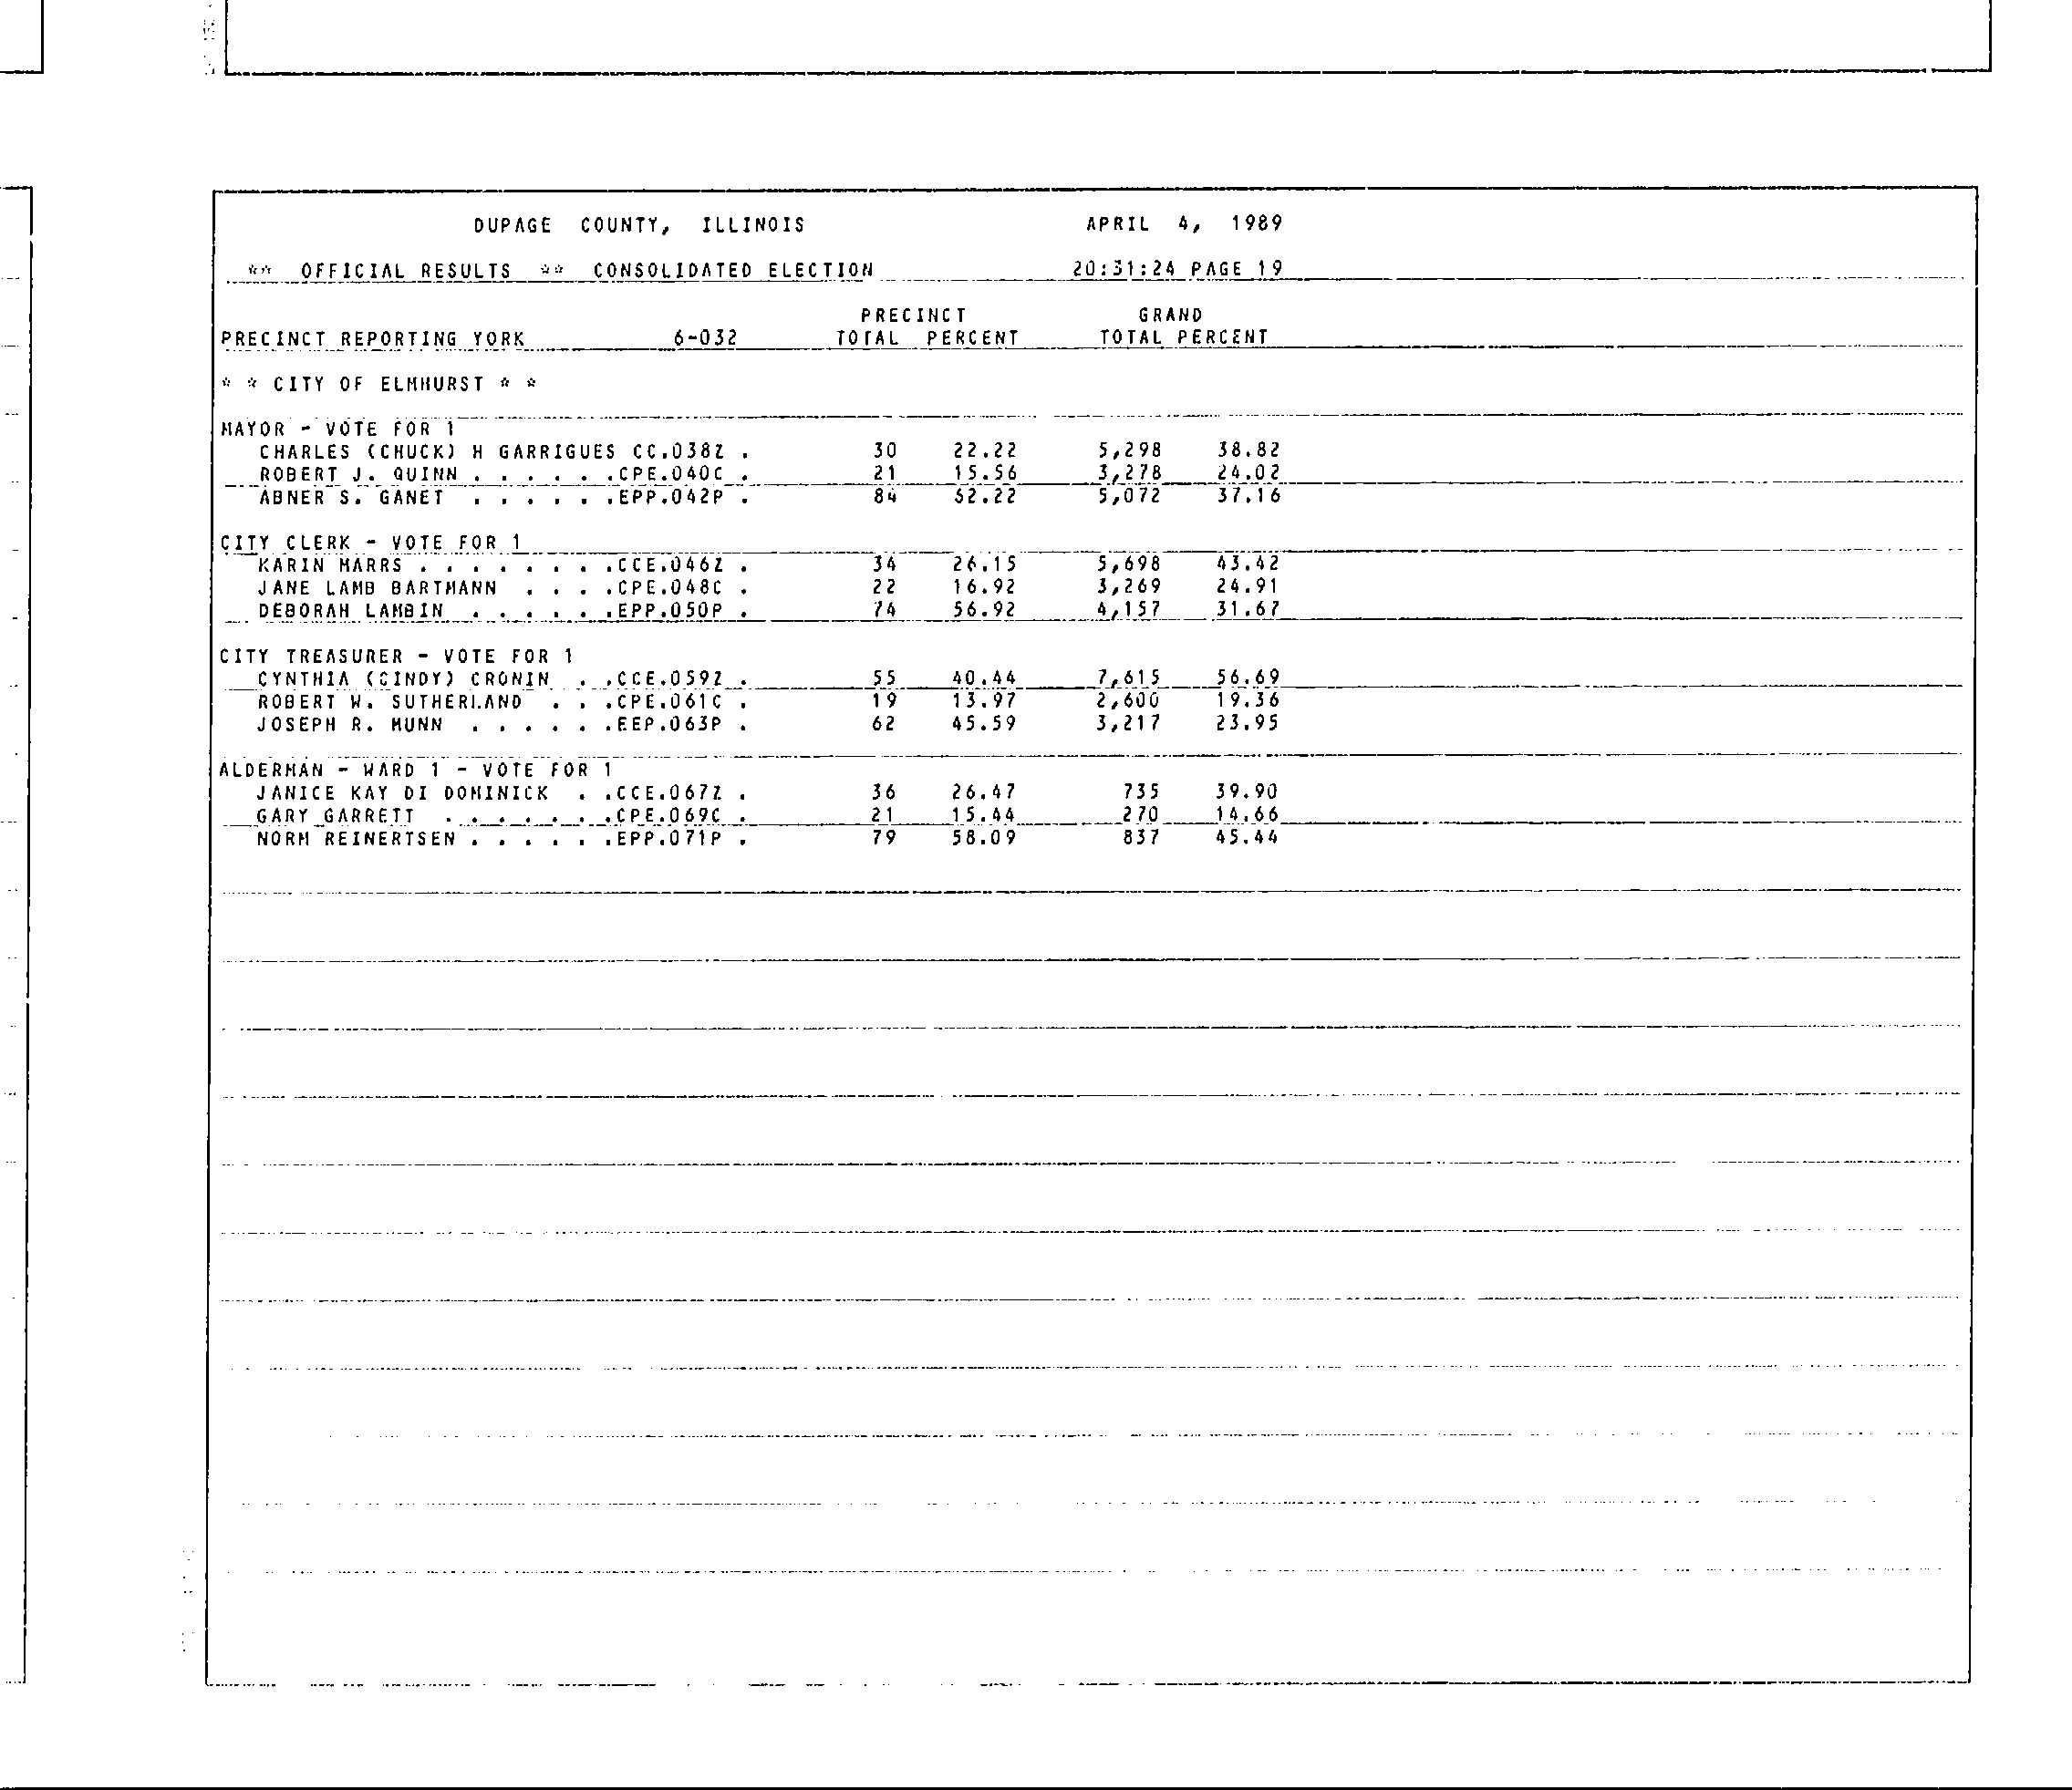 DUPAGE COUNTY, ILLINOIS APRIL 4, 1989
** OFFICIAL RESULTS ** CONSOLIDATED ELECTION 20:31:24 PAGE 19
PRECINCT GRAND
PRECINCT REPORTING YORK 6-032 TOTAL PERCENT TOTAL PERCENT
* * CITY OF ELMHURST * *
MAYOR - VOTE FOR 1
CHARLES (CHUCK) H GARRIGUES CC.038Z . 30 22.22 5,298 38.82
ROBERT J. QUINN . . . . . .CPE.040C . 21 15.56 3,278 24.02
ABNER S. GANET . . . . . .EPP.042P . 84 62.22 5,072 37.16
CITY CLERK - VOTE FOR 1
KARIN MARRS . . . . . . . .CCE.046Z . 34 26.15 5,698 43.42
JANE LAMB BARTMANN . . . .CPE.048C . 22 16.92 3,269 24.91
DEBORAH LAMBIN . . . . . .EPP.050P . 74 56.92 4,157 31.67
CITY TREASURER - VOTE FOR 1
CYNTHIA (CINDY) CRONIN . .CCE.059Z . 55 40.44 7,615 56.69
ROBERT W. SUTHERLAND . . .CPE.061C . 19 13.97 2,600 19.36
JOSEPH R. MUNN . . . . . .EEP.063P . 62 45.59 3,217 23.95
ALDERMAN - WARD 1 - VOTE FOR 1
JANICE KAY DI DOMINICK . .CCE.067Z . 36 26.47 735 39.90
GARY GARRETT . . . . . . .CPE.069C . 21 15.44 270 14.66
NORM REINERTSEN . . . . . .EPP.071P . 79 58.09 837 45.44